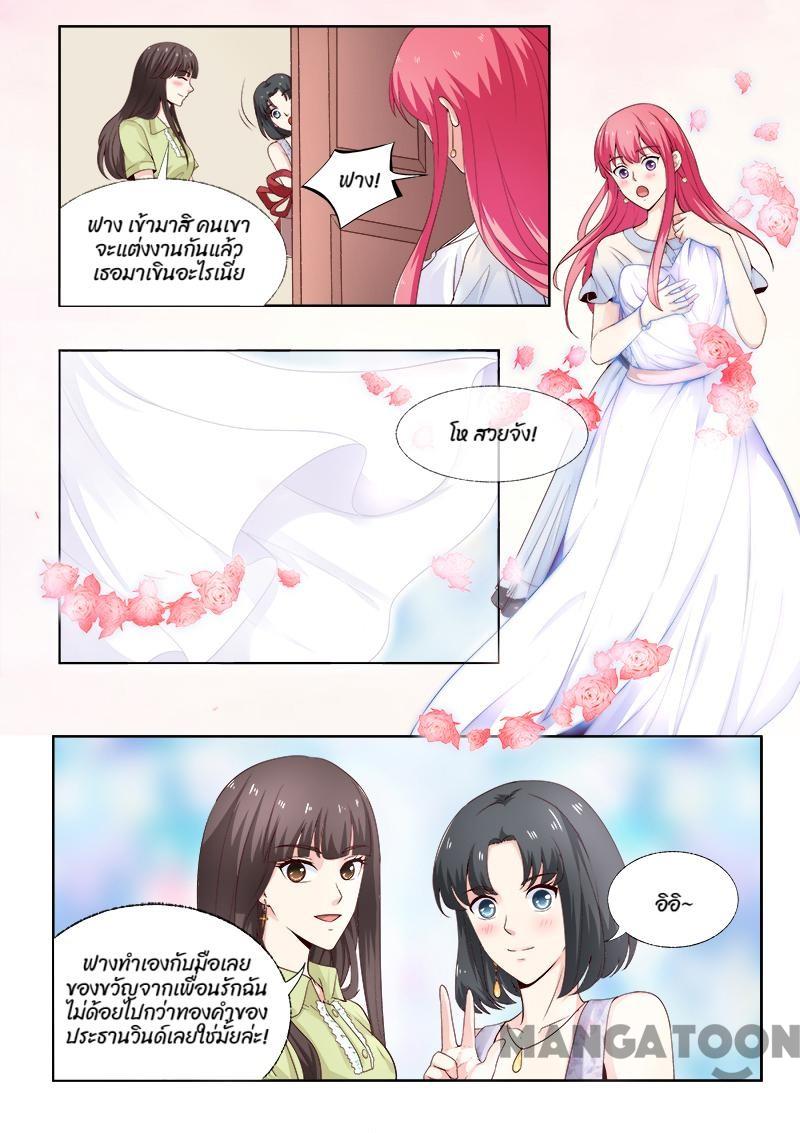 ฟาง!
ฟาง เข้ามาสิ คนเขา
จะแต่งงานกันแล้ว
เธอมาเขินอะไรเนี่ย
โห สวยจัง!
อิอิ~
ฟางทำเองกับมือเลย
ของขวัญจากเพื่อนรักฉัน
ไม่ด้อยไปกว่าทองคำของ
ประธานวินด์เลยใช่มั้ยล่ะ!
MANGATOON